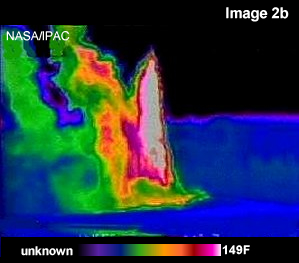 Image 2b
NASA/IPAC
unknown
149F